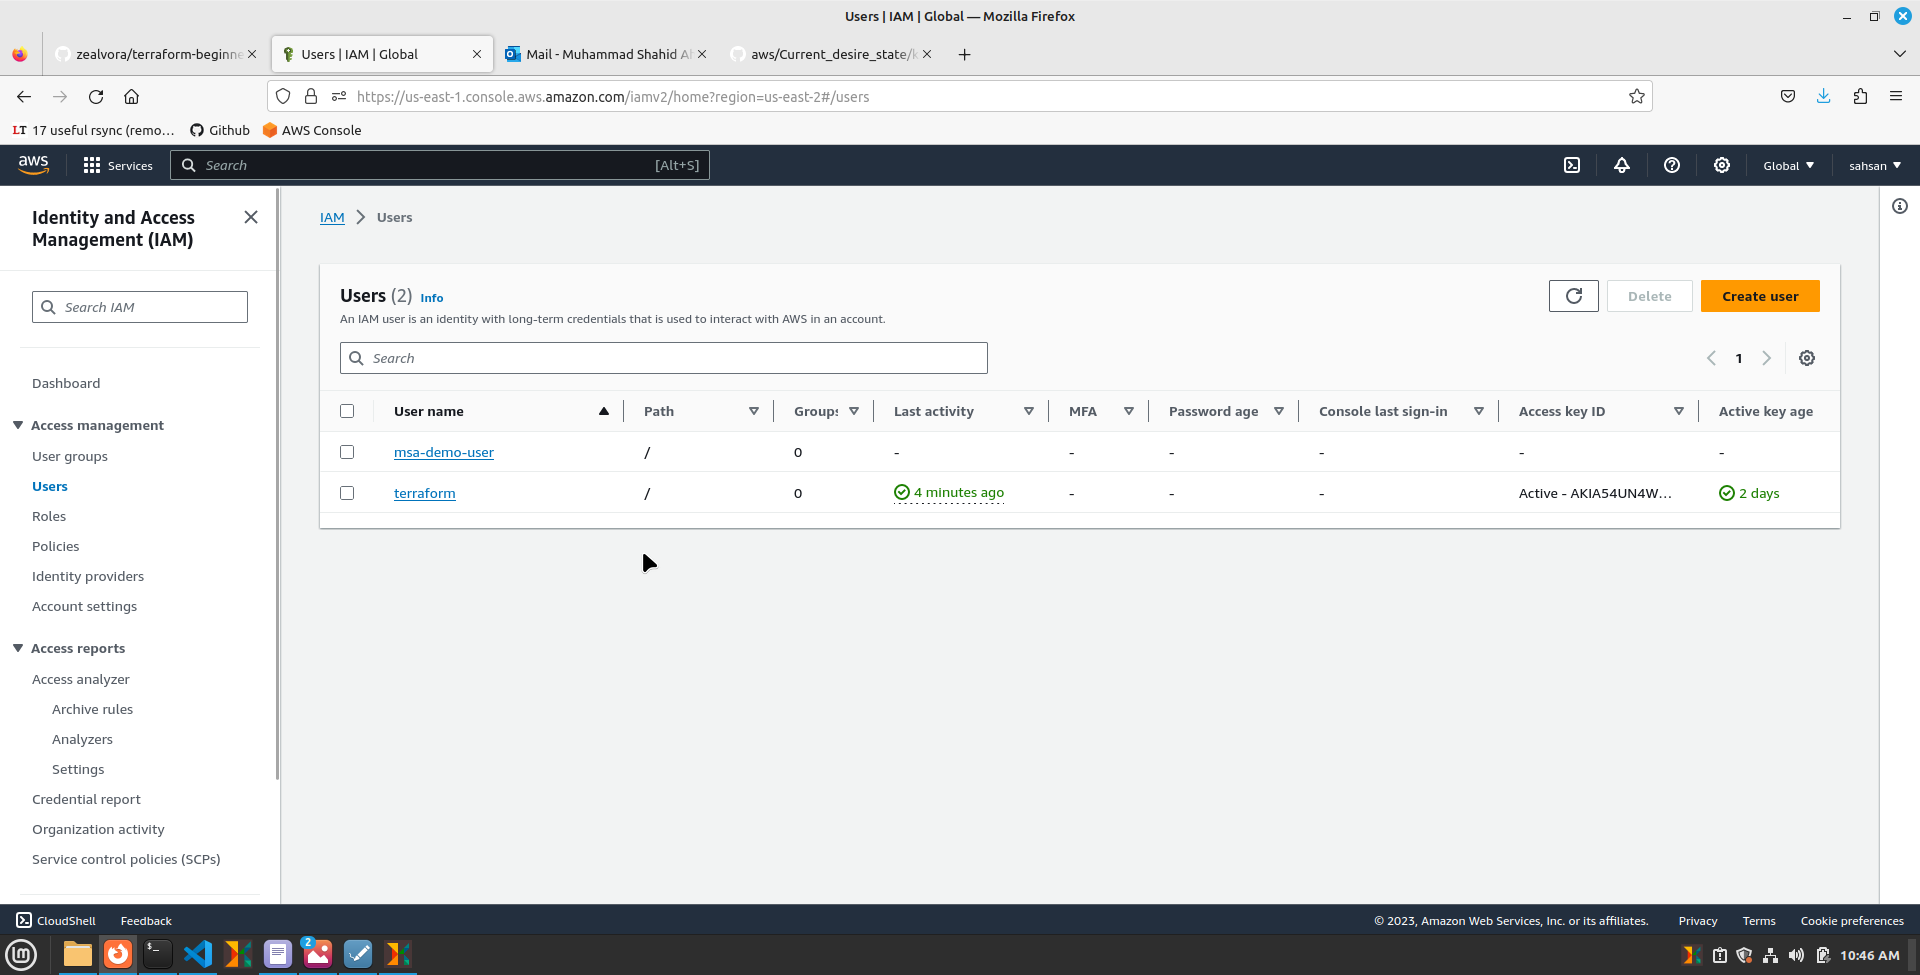 Users | IAM | Global — Mozilla Firefox
zealvora/terraform-beginne
Users | IAM | Global
Mail - Muhammad Shahid
aws/Current_desire_state/k
https://us-east-1.console.aws.amazon.com/iamv2/home?region=us-east-2#/users
LT 17 useful rsync (remo...
Github
AWS Console
aws
Services
Search
[Alt+S]
Global
sahsan
Identity and Access
Management (IAM)
Search IAM
Dashboard
Access management
User groups
Users
Roles
Policies
Identity providers
Account settings
Access reports
Access analyzer
Archive rules
Analyzers
Settings
Credential report
Organization activity
Service control policies (SCPs)
IAM > Users
Users (2) Info
Delete
Create user
An IAM user is an identity with long-term credentials that is used to interact with AWS in an account.
Search
1
User name Path Groups Last activity MFA Password age Console last sign-in Access key ID Active key age
msa-demo-user / 0 - - - - - -
terraform / 0 4 minutes ago - - - Active - AKIA54UN4W... 2 days
CloudShell
Feedback
© 2023, Amazon Web Services, Inc. or its affiliates.
Privacy
Terms
Cookie preferences
2
10:46 AM